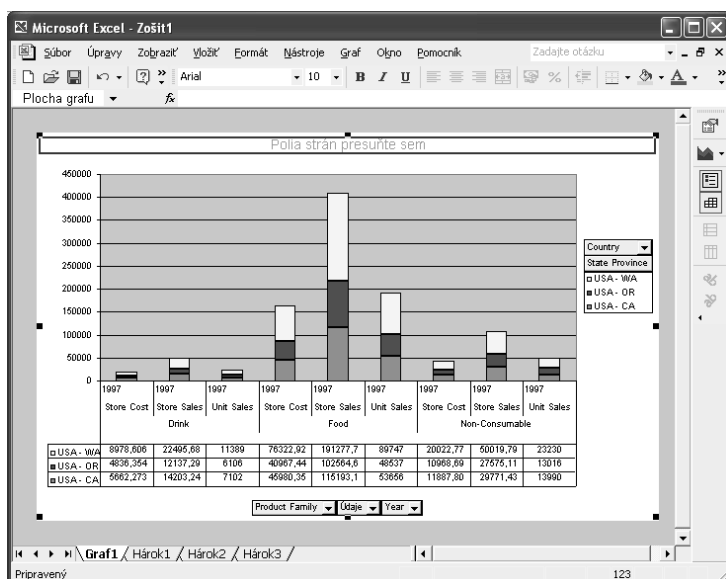 Microsoft Excel - Zošit1
Súbor Úpravy Zobraziť Vložiť Formát Nástroje Graf Okno Pomocník Zadajte otázku
Arial 10 B I U
Plocha grafu fx
Polia strán presuňte sem
450000
400000
350000
300000
250000
200000
150000
100000
50000
0
Country
State Province
USA - WA
USA - OR
USA - CA
1997 1997 1997 1997 1997 1997 1997 1997 1997
Store Cost Store Sales Unit Sales Store Cost Store Sales Unit Sales Store Cost Store Sales Unit Sales
Drink Food Non-Consumable
USA - WA 8978,606 22495,68 11389 76322,92 191277,7 89747 20022,77 50019,79 23230
USA - OR 4836,354 12137,29 6106 40967,44 102564,6 48537 10968,69 27575,11 13016
USA - CA 5662,273 14203,24 7102 45980,35 115193,1 53656 11887,80 29771,43 13990
Product Family Údaje Year
Graf1 Hárok1 Hárok2 Hárok3
Pripravený 123